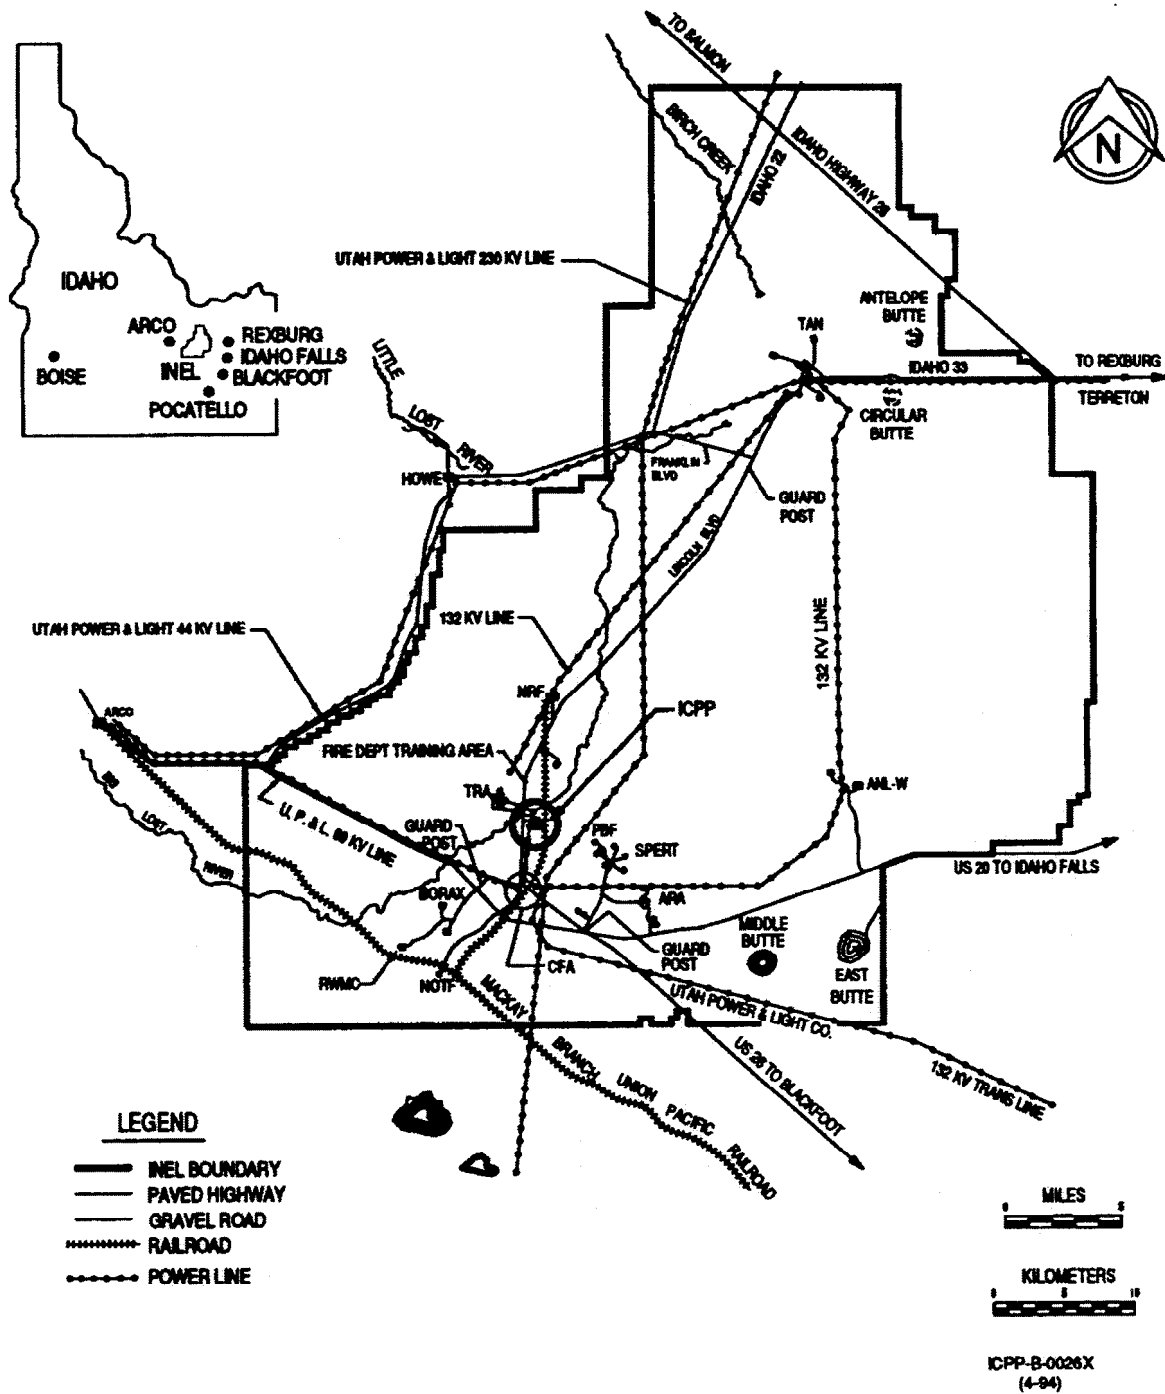 TO SALMON
BIRCH CREEK
IDAHO 22
IDAHO HIGHWAY 28
N
UTAH POWER & LIGHT 230 KV LINE
IDAHO
ARCO
REXBURG
IDAHO FALLS
INEL
BLACKFOOT
BOISE
POCATELLO
ANTELOPE
BUTTE
TAN
IDAHO 33
TO REXBURG
TERRETON
CIRCULAR
BUTTE
LITTLE
LOST
RIVER
HOWE
FRANKLIN
BLVD
GUARD
POST
LINCOLN BLVD
132 KV LINE
132 KV LINE
UTAH POWER & LIGHT 44 KV LINE
NRF
ICPP
ARCO
FIRE DEPT TRAINING AREA
BIG
LOST
RIVER
U. P. & L. 69 KV LINE
TRA
GUARD
POST
PBF
SPERT
ANL-W
US 20 TO IDAHO FALLS
BORAX
ARA
MIDDLE
BUTTE
GUARD
POST
EAST
BUTTE
RWMC
NOTF
CFA
MACKAY
BRANCH
UNION
PACIFIC
RAILROAD
UTAH POWER & LIGHT CO.
132 KV TRANS LINE
US 26 TO BLACKFOOT
LEGEND
INEL BOUNDARY
PAVED HIGHWAY
GRAVEL ROAD
RAILROAD
POWER LINE
MILES
KILOMETERS
0 5 10
ICPP-B-0026X
(4-94)